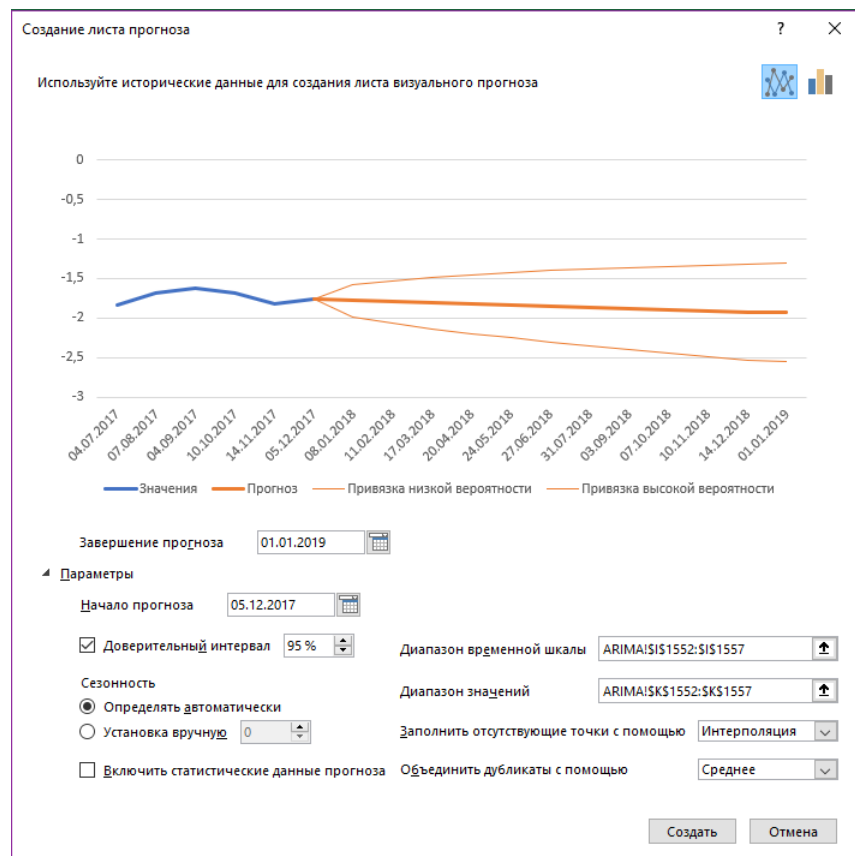 Создание листа прогноза
?
Используйте исторические данные для создания листа визуального прогноза
0
-0,5
-1
-1,5
-2
-2,5
-3
04.07.2017
07.08.2017
04.09.2017
10.10.2017
14.11.2017
05.12.2017
08.01.2018
11.02.2018
17.03.2018
20.04.2018
24.05.2018
27.06.2018
31.07.2018
03.09.2018
07.10.2018
10.11.2018
14.12.2018
01.01.2019
Значения Прогноз Привязка низкой вероятности Привязка высокой вероятности
Завершение прогноза 01.01.2019
Параметры
Начало прогноза 05.12.2017
Доверительный интервал 95 %
Диапазон временной шкалы ARIMA!$I$1552:$I$1557
Сезонность
Диапазон значений ARIMA!$K$1552:$K$1557
Определять автоматически
Установка вручную 0
Заполнить отсутствующие точки с помощью Интерполяция
Включить статистические данные прогноза
Объединить дубликаты с помощью Среднее
Создать Отмена